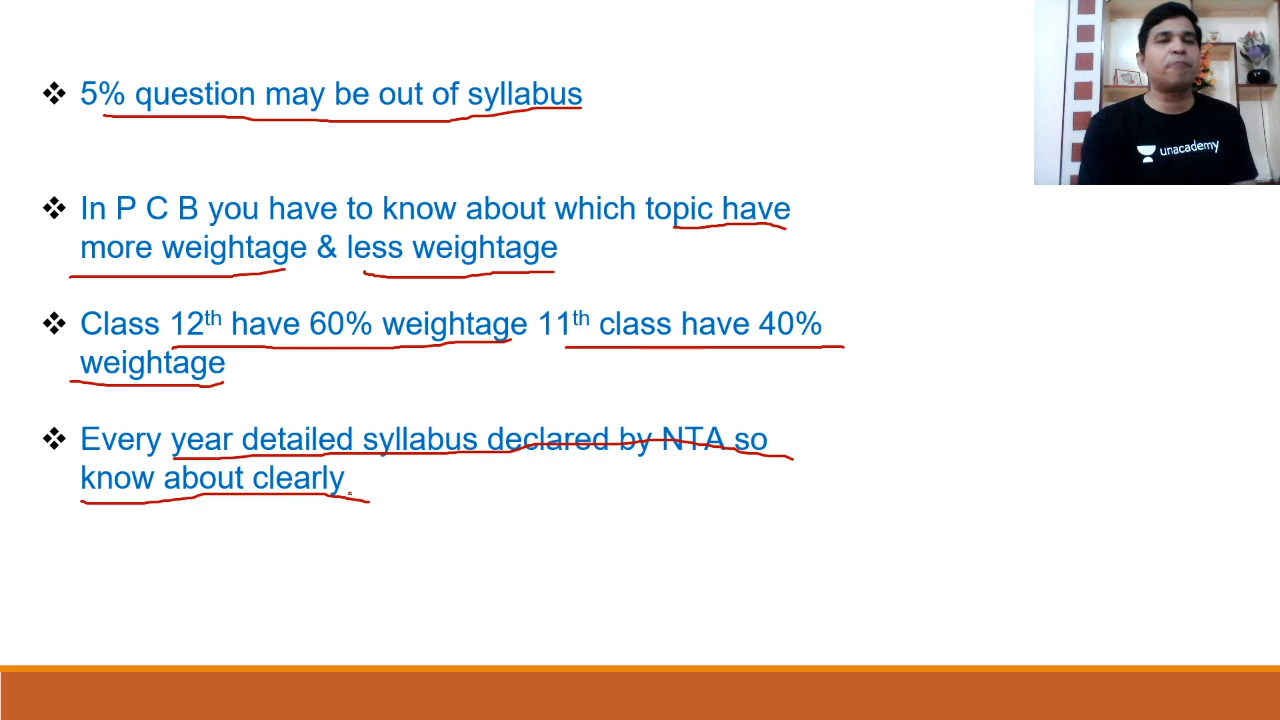 ❖ 5% question may be out of syllabus
❖ In P C B you have to know about which topic have
more weightage & less weightage
❖ Class 12th have 60% weightage 11th class have 40%
weightage
❖ Every year detailed syllabus declared by NTA so
know about clearly
unacademy